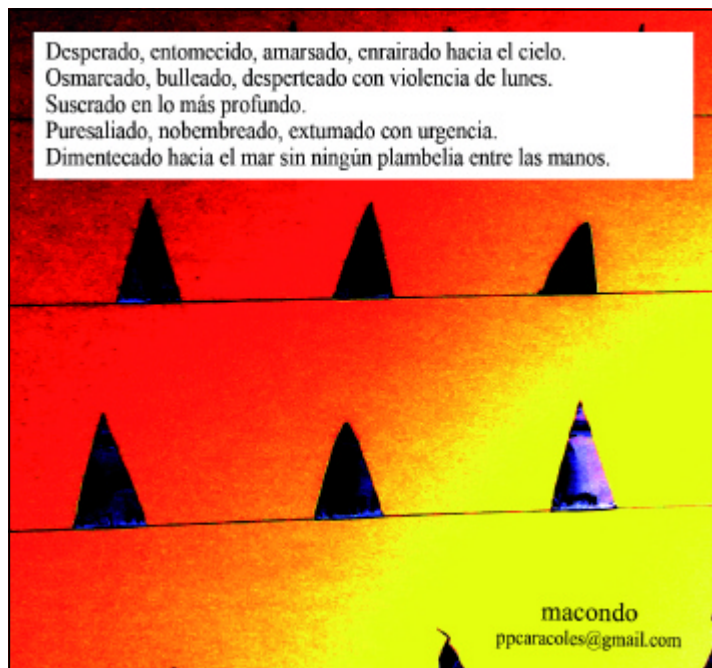 Desperado, entomecido, amarsado, enrairado hacia el cielo.
Osmarcado, bulleado, desperteado con violencia de lunes.
Suscrado en lo más profundo.
Puresaliado, nobembreado, extumado con urgencia.
Dimentecado hacia el mar sin ningún plambelia entre las manos.
macondo
ppcaracoles@gmail.com